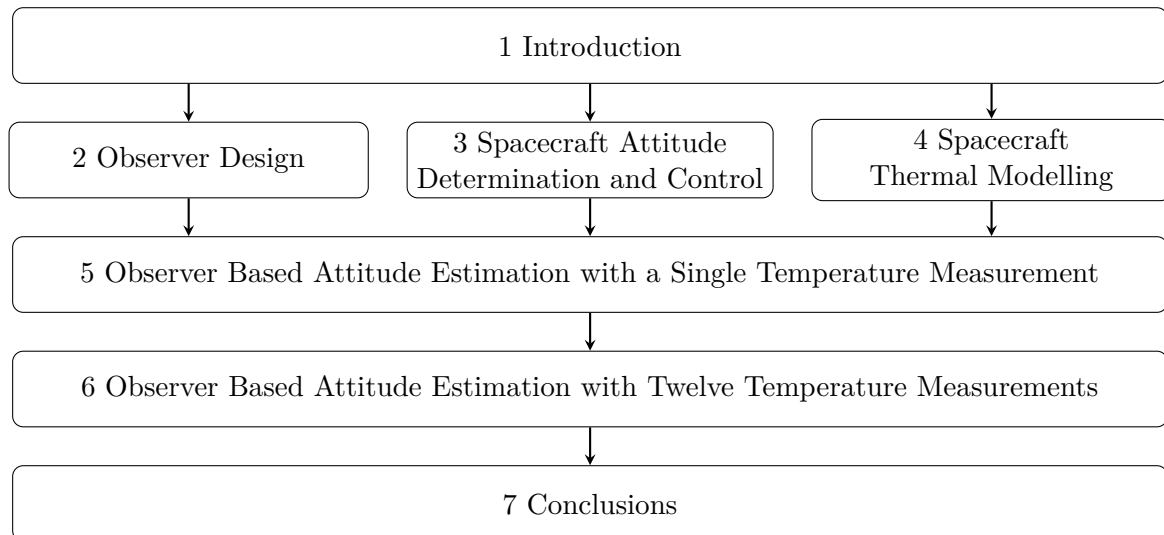 1 Introduction
2 Observer Design
3 Spacecraft Attitude
Determination and Control
4 Spacecraft
Thermal Modelling
5 Observer Based Attitude Estimation with a Single Temperature Measurement
6 Observer Based Attitude Estimation with Twelve Temperature Measurements
7 Conclusions